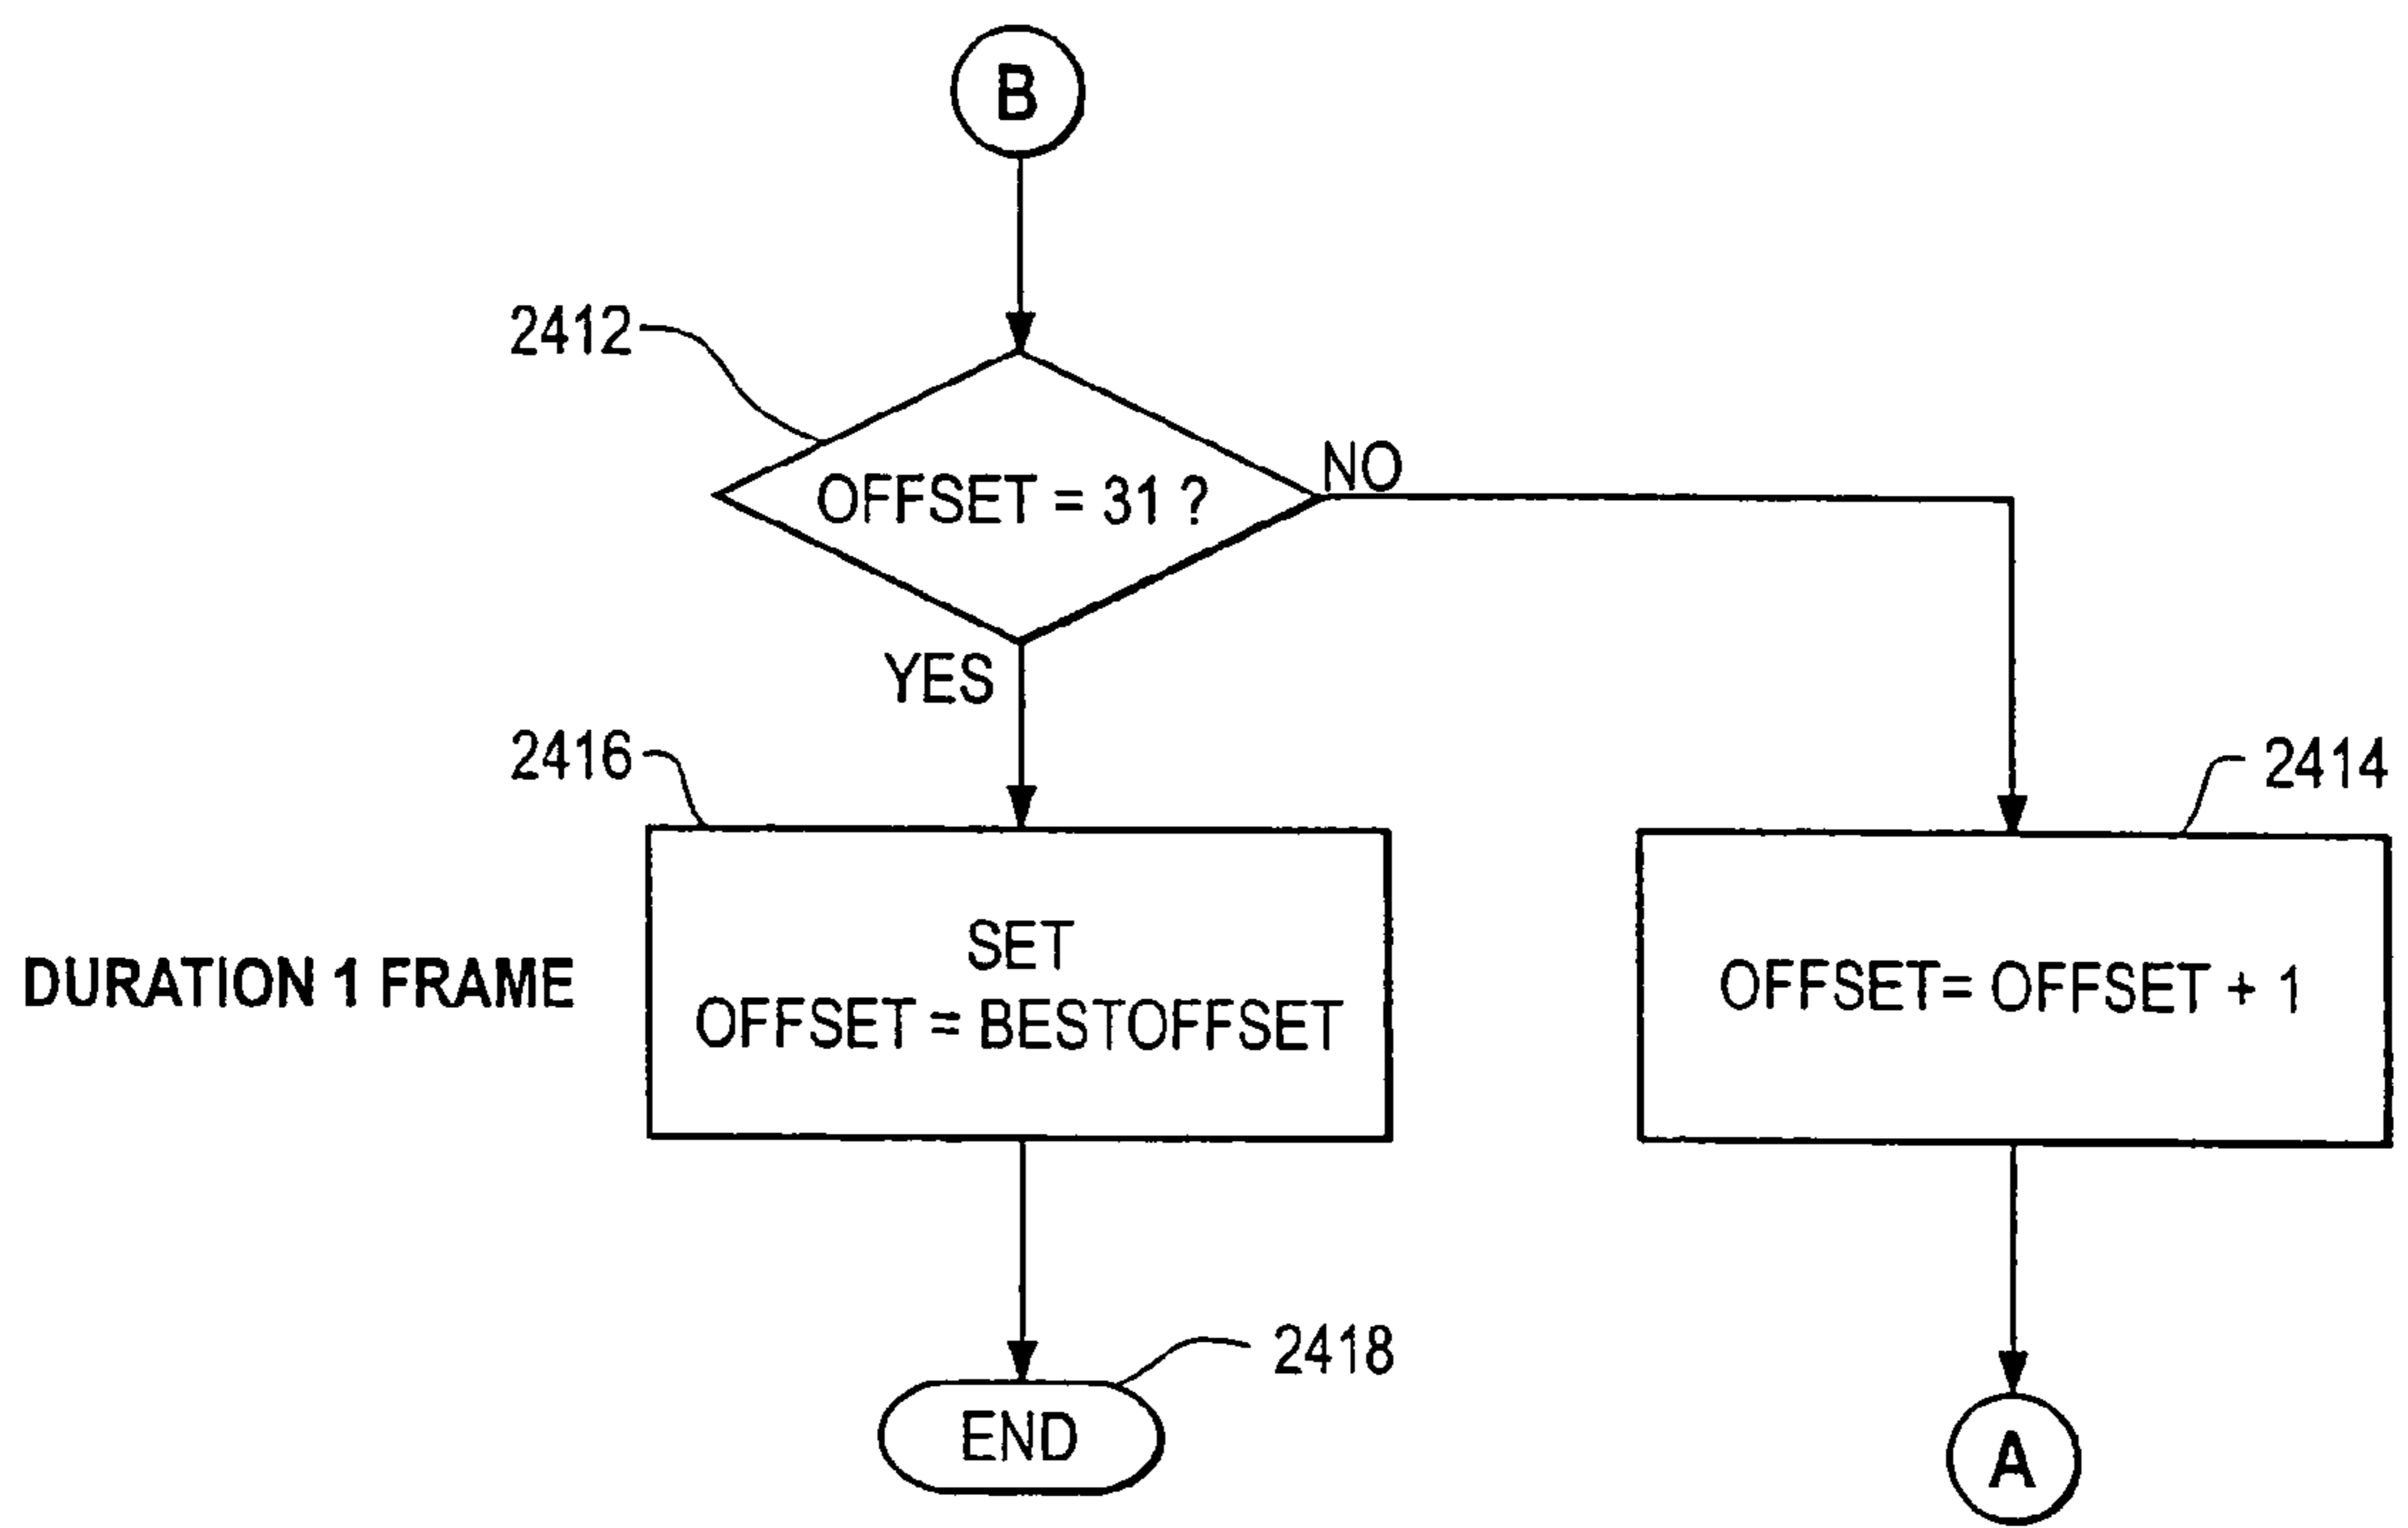 B
2412
OFFSET = 31 ?
NO
YES
2416
2414
SET
OFFSET = BESTOFFSET
DURATION 1 FRAME
OFFSET= OFFSET + 1
2418
END
A